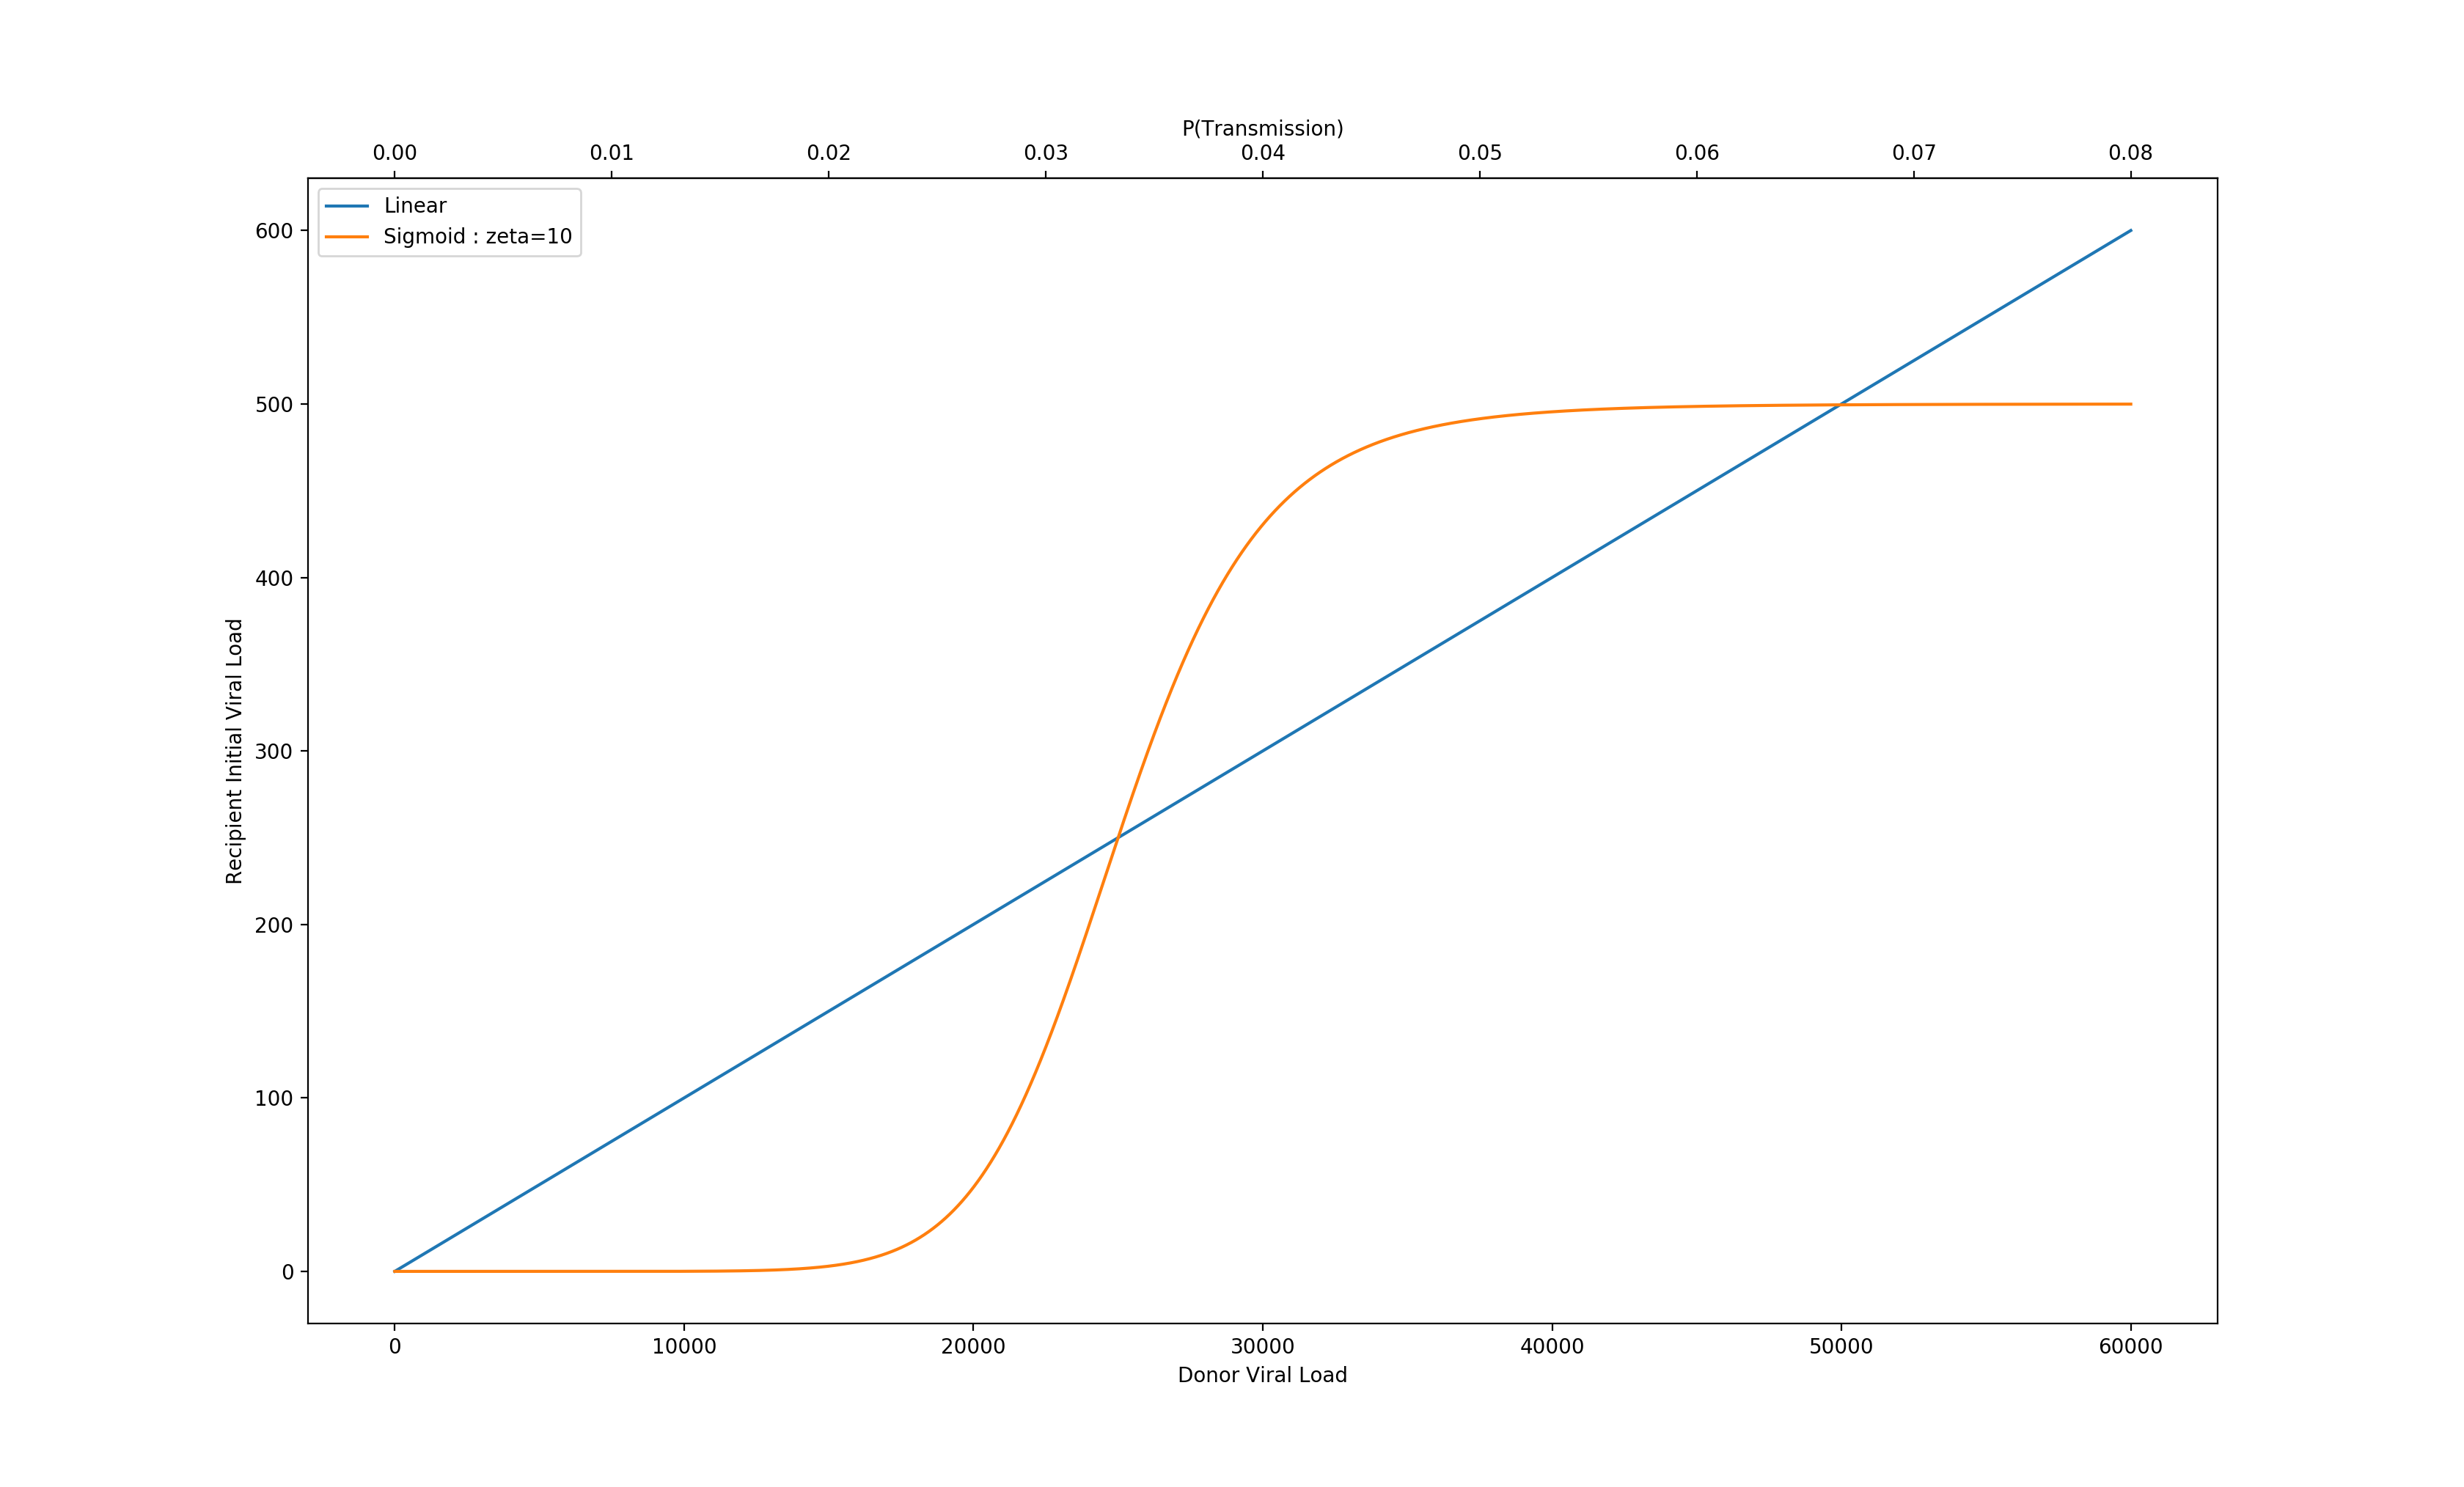 P(Transmission)
0.00 0.01 0.02 0.03 0.04 0.05 0.06 0.07 0.08
Linear
Sigmoid : zeta=10
600
500
400
300
200
100
0
Recipient Initial Viral Load
0 10000 20000 30000 40000 50000 60000
Donor Viral Load